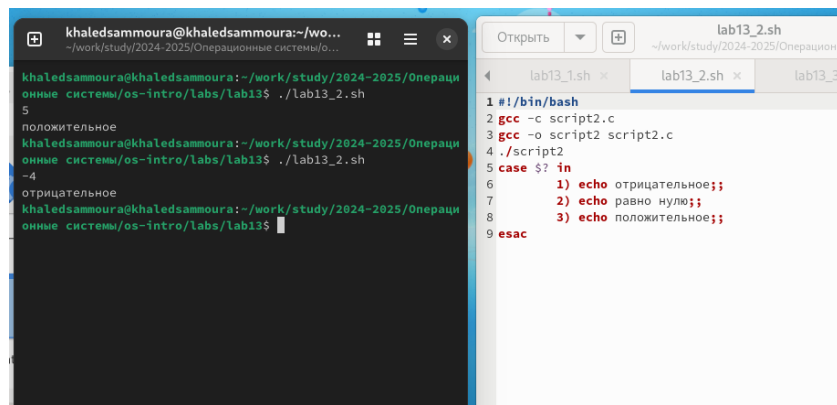 khaledsammoura@khaledsammoura:~/wo...
~/work/study/2024-2025/Операционные системы/o...
khaledsammoura@khaledsammoura:~/work/study/2024-2025/Операци
онные системы/os-intro/labs/lab13$ ./lab13_2.sh
5
положительное
khaledsammoura@khaledsammoura:~/work/study/2024-2025/Операци
онные системы/os-intro/labs/lab13$ ./lab13_2.sh
-4
отрицательное
khaledsammoura@khaledsammoura:~/work/study/2024-2025/Операци
онные системы/os-intro/labs/lab13$
Открыть
lab13_2.sh
~/work/study/2024-2025/Операцион
lab13_1.sh
lab13_2.sh
lab13_3
1 #!/bin/bash
2 gcc -c script2.c
3 gcc -o script2 script2.c
4 ./script2
5 case $? in
6 1) echo отрицательное;;
7 2) echo равно нулю;;
8 3) echo положительное;;
9 esac